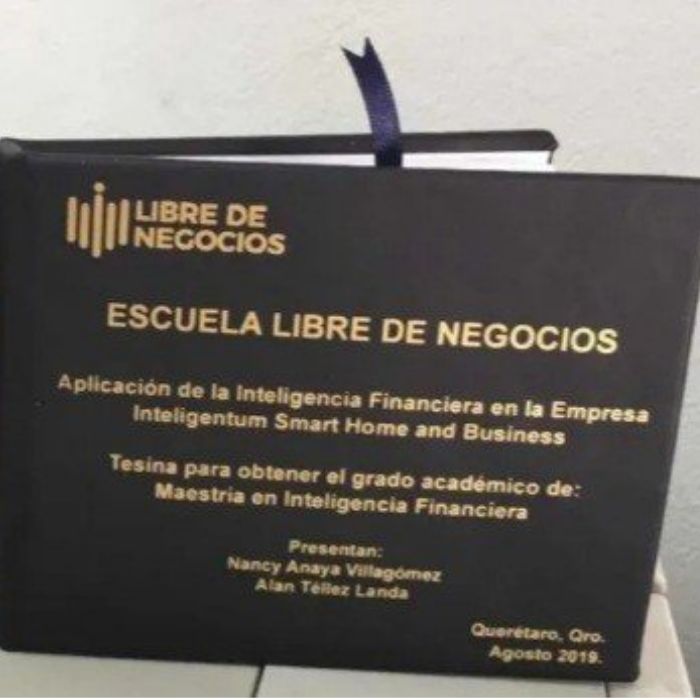 LIBRE DE
NEGOCIOS
ESCUELA LIBRE DE NEGOCIOS
Aplicación de la Inteligencia Financiera en la Empresa
Inteligentum Smart Home and Business
Tesina para obtener el grado académico de:
Maestria en Inteligencia Financiera
Presentan:
Nancy Anaya Villagómez
Alan Téllez Landa
Querétaro, Qro.
Agosto 2019.